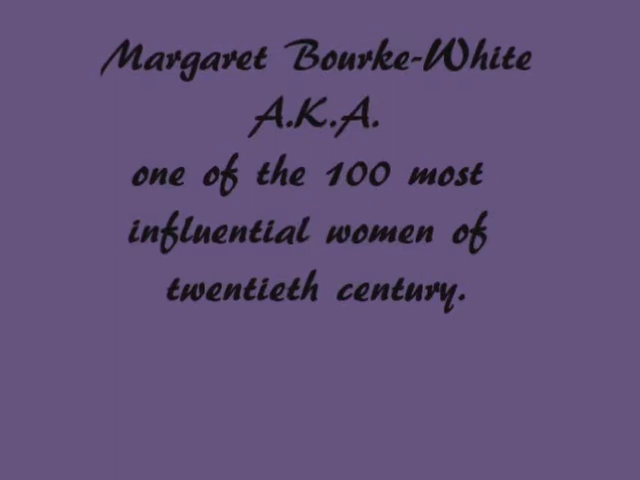 Margaret Bourke-White
A.K.A.
one of the 100 most
influential women of
twentieth century.